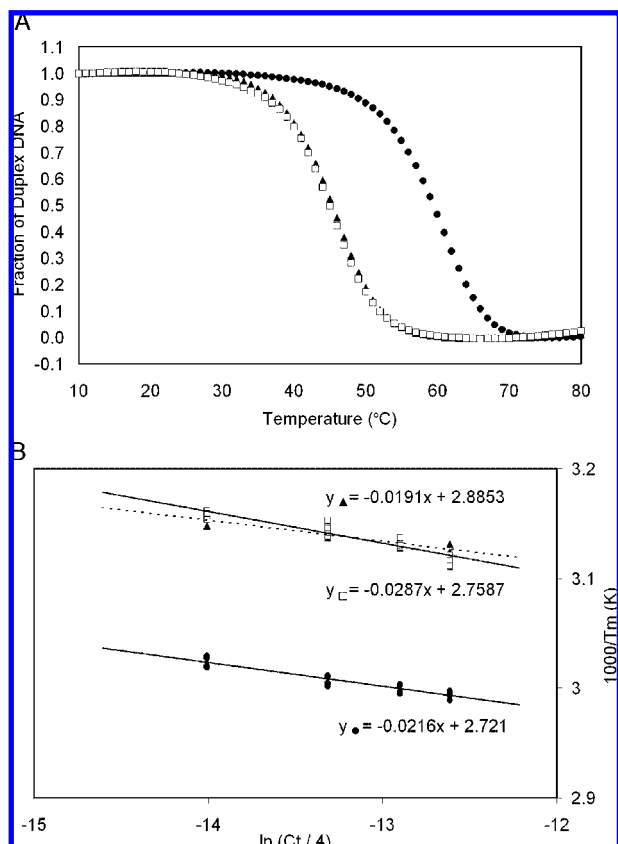 A
1.1
1.0
0.9
0.8
0.7
0.6
0.5
0.4
0.3
0.2
0.1
0.0
-0.1
Fraction of Duplex DNA
10 20 30 40 50 60 70 80
Temperature (°C)
B
3.2
3.1
3
2.9
1000/Tm (K)
y▲= -0.0191x + 2.8853
y□= -0.0287x + 2.7587
y●= -0.0216x + 2.721
-15 -14 -13 -12
ln (Ct / 4)